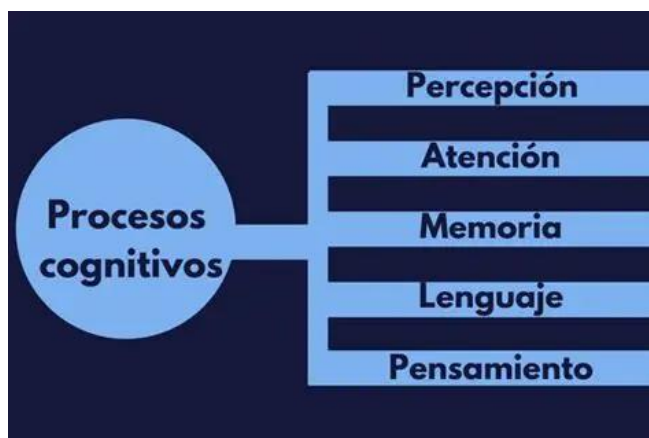 Procesos
cognitivos
Percepción
Atención
Memoria
Lenguaje
Pensamiento